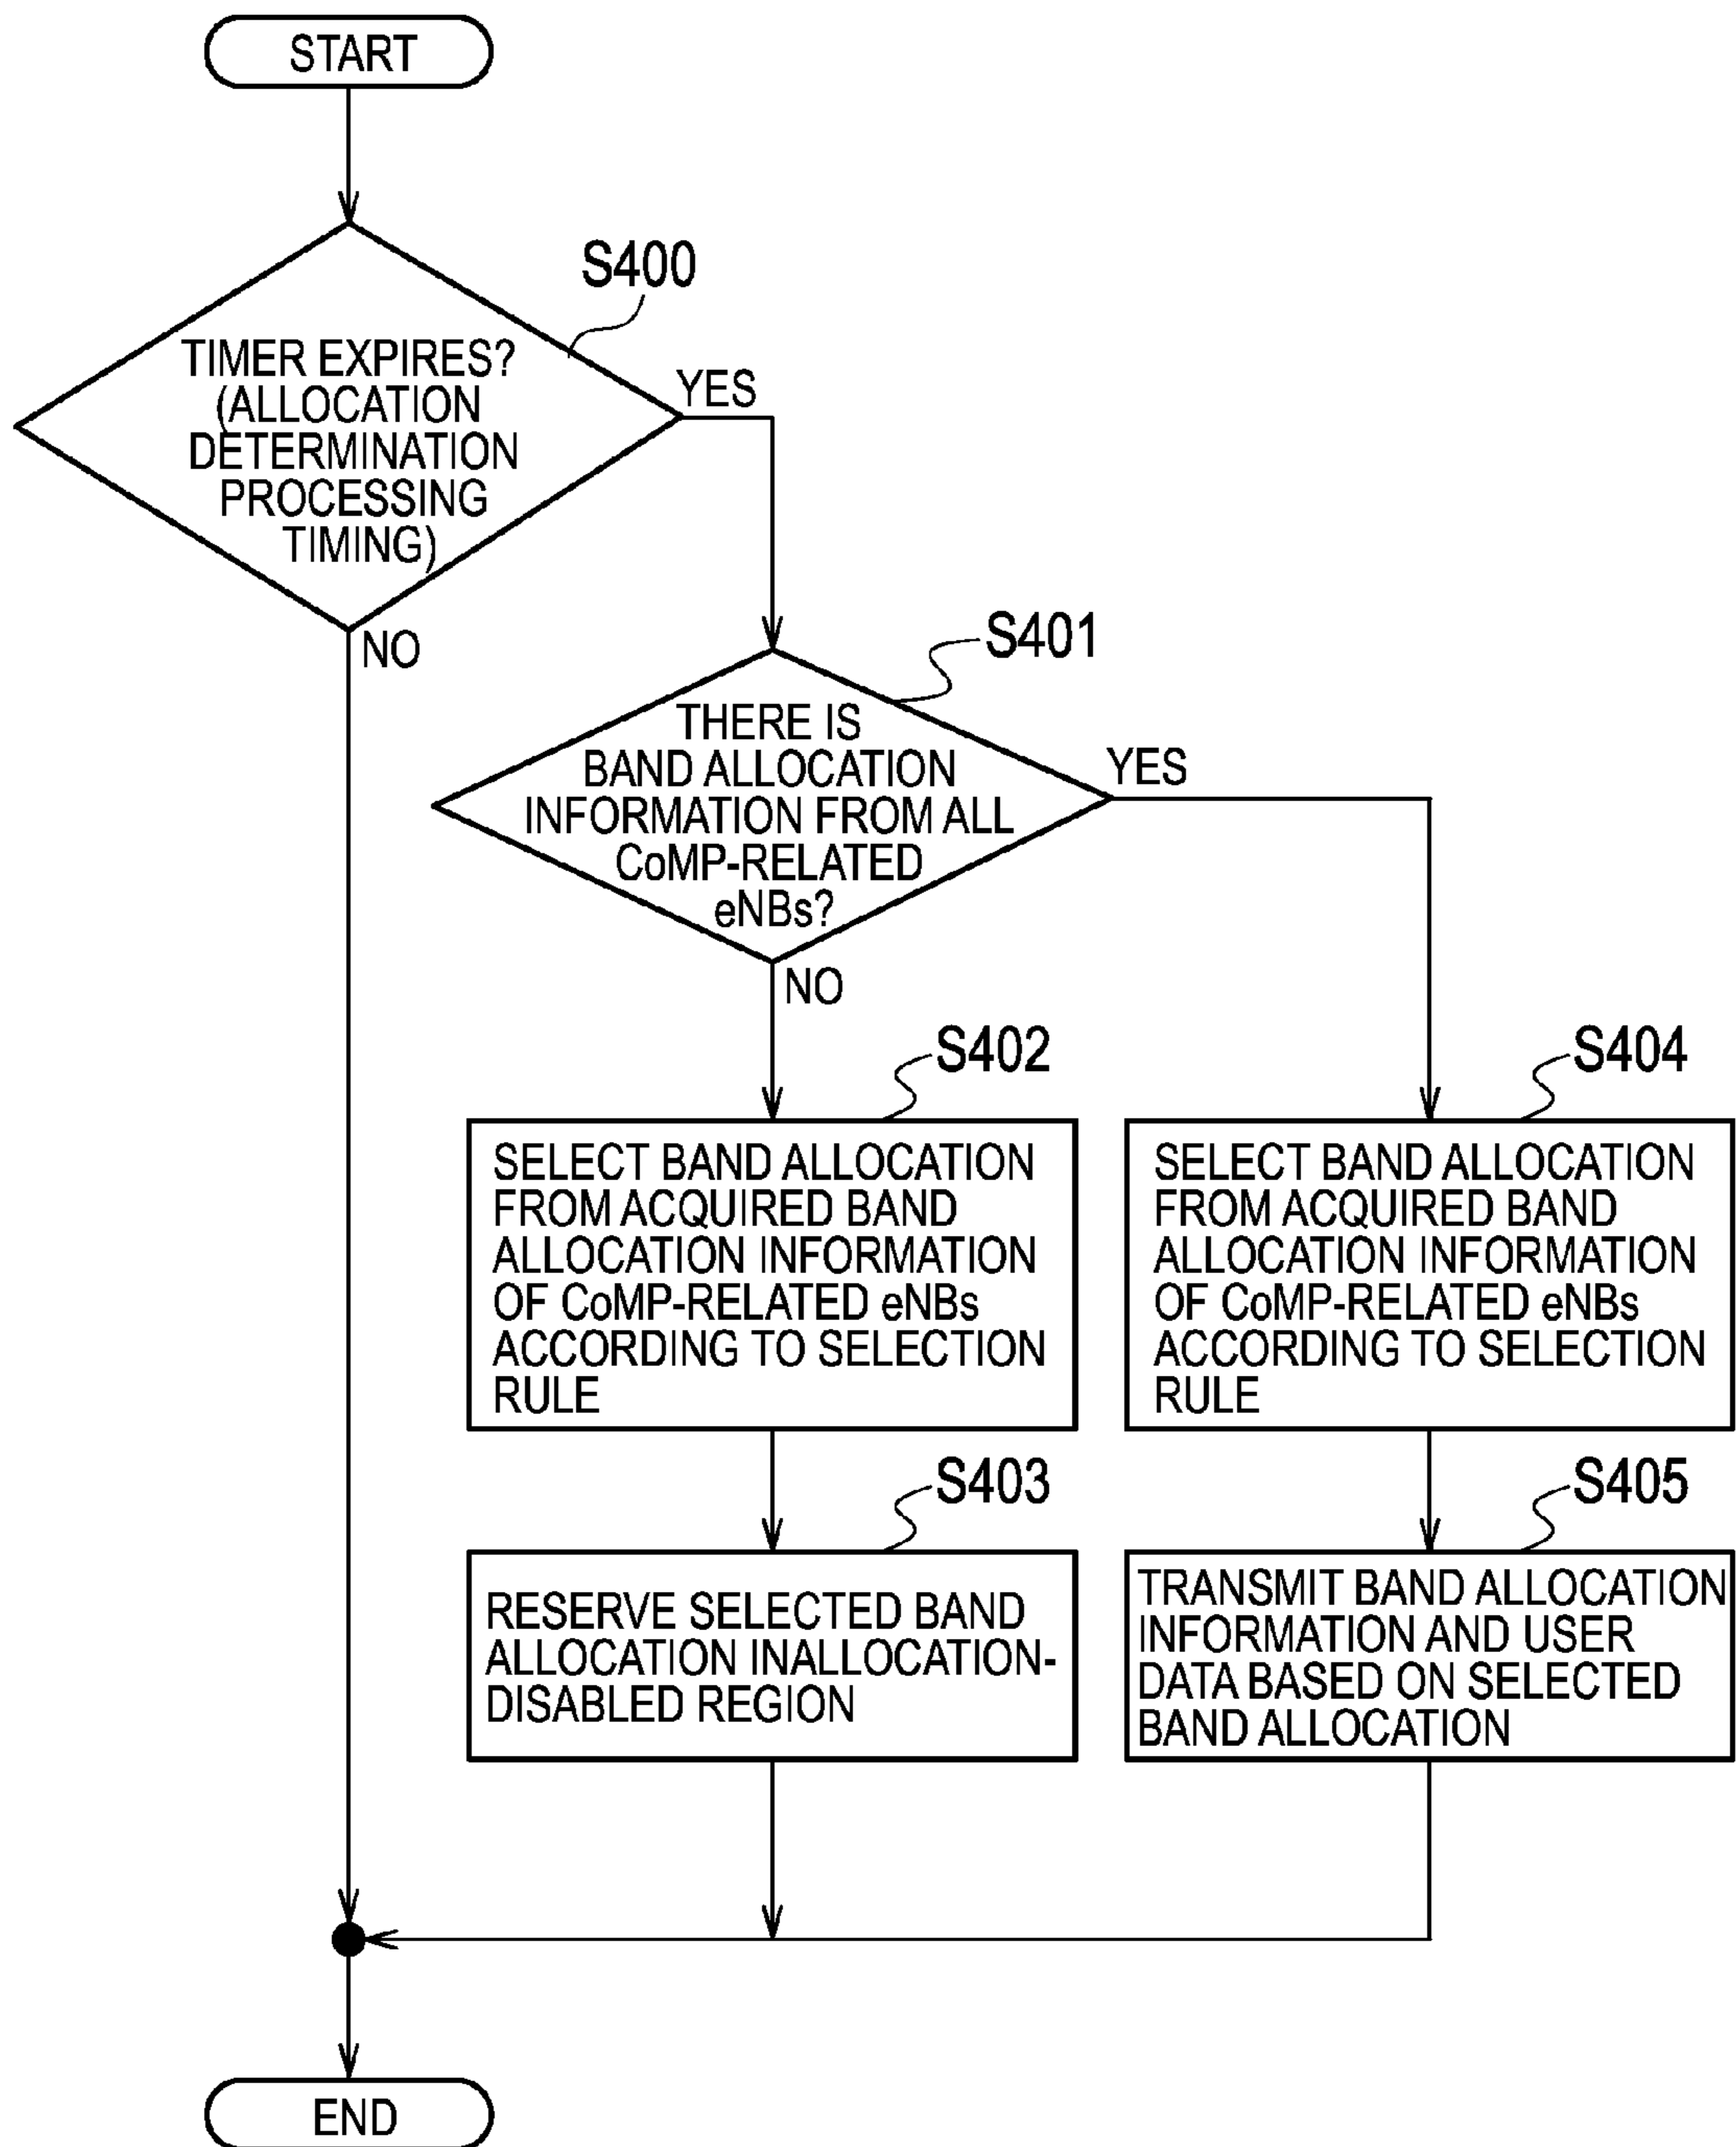 START
S400
TIMER EXPIRES?
(ALLOCATION
DETERMINATION
PROCESSING
TIMING)
YES
NO
S401
THERE IS
BAND ALLOCATION
INFORMATION FROM ALL
CoMP-RELATED
eNBs?
YES
NO
S402
SELECT BAND ALLOCATION
FROM ACQUIRED BAND
ALLOCATION INFORMATION
OF CoMP-RELATED eNBs
ACCORDING TO SELECTION
RULE
S404
SELECT BAND ALLOCATION
FROM ACQUIRED BAND
ALLOCATION INFORMATION
OF CoMP-RELATED eNBs
ACCORDING TO SELECTION
RULE
S403
RESERVE SELECTED BAND
ALLOCATION INALLOCATION-
DISABLED REGION
S405
TRANSMIT BAND ALLOCATION
INFORMATION AND USER
DATA BASED ON SELECTED
BAND ALLOCATION
END